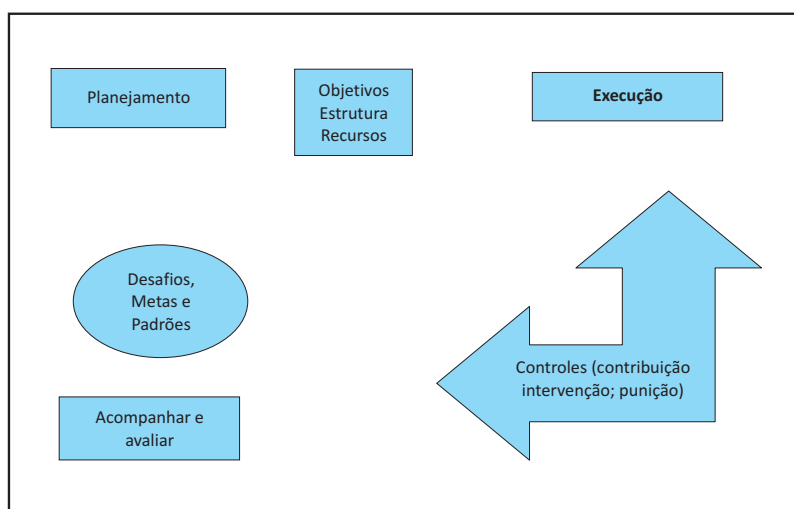 Planejamento
Objetivos
Estrutura
Recursos
Execução
Desafios,
Metas e
Padrões
Controles (contribuição
intervenção; punição)
Acompanhar e
avaliar